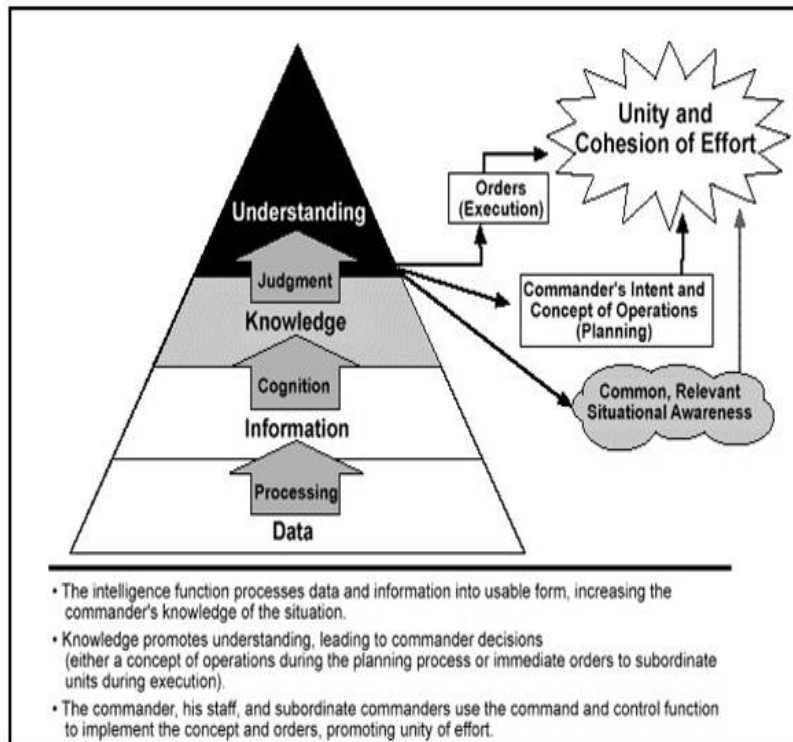 Unity and
Cohesion of Effort
Orders
(Execution)
Understanding
Judgment
Commander's Intent and
Concept of Operations
(Planning)
Knowledge
Cognition
Common, Relevant
Situational Awareness
Information
Processing
Data
• The intelligence function processes data and information into usable form, increasing the
commander's knowledge of the situation.
• Knowledge promotes understanding, leading to commander decisions
(either a concept of operations during the planning process or immediate orders to subordinate
units during execution).
• The commander, his staff, and subordinate commanders use the command and control function
to implement the concept and orders, promoting unity of effort.